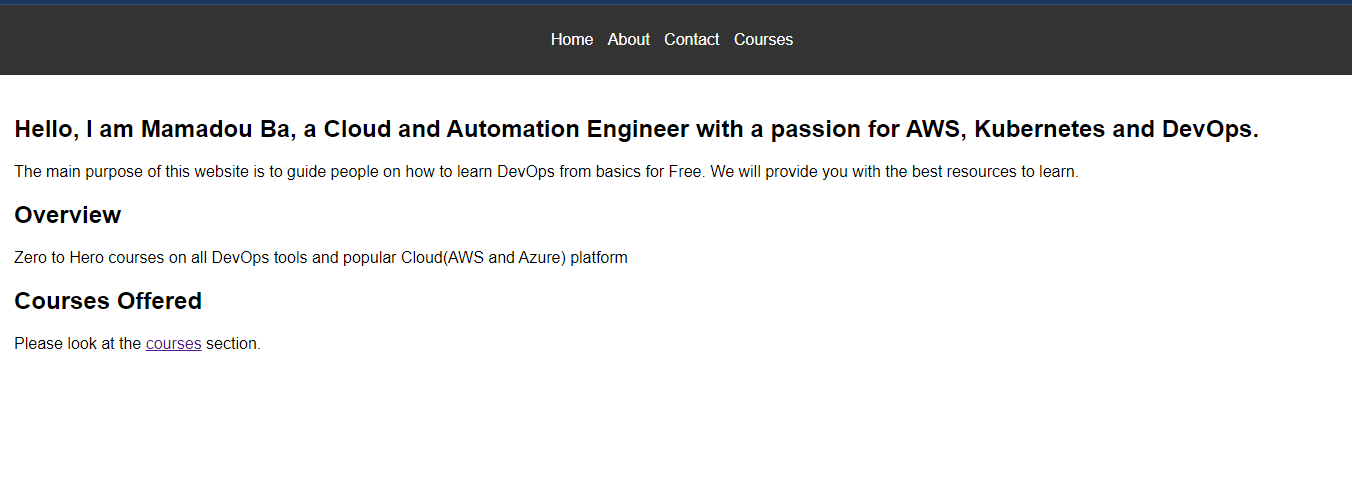 Home About Contact Courses
Hello, I am Mamadou Ba, a Cloud and Automation Engineer with a passion for AWS, Kubernetes and DevOps.
The main purpose of this website is to guide people on how to learn DevOps from basics for Free. We will provide you with the best resources to learn.
Overview
Zero to Hero courses on all DevOps tools and popular Cloud(AWS and Azure) platform
Courses Offered
Please look at the courses section.